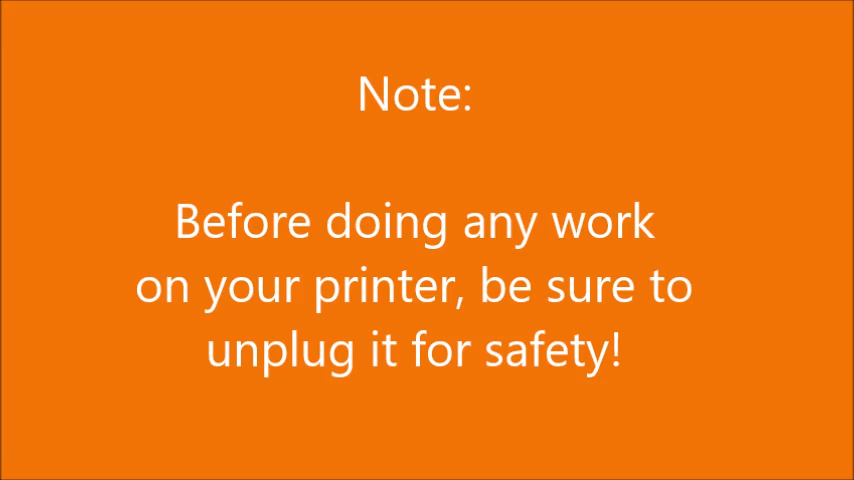 Note:
Before doing any work
on your printer, be sure to
unplug it for safety!